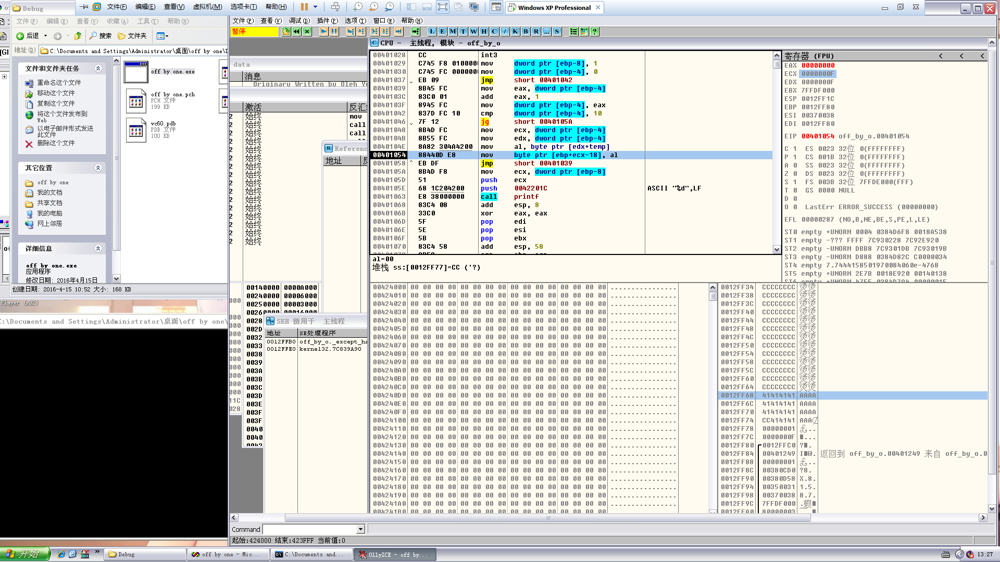 Debug
文件(F) 编辑(E) 查看(V) 虚拟机(M) 选项卡(T) 帮助(H)
Windows XP Professional
文件(F) 编辑(E) 查看(V) 收藏(A) 工具(T) 帮助(H)
后退 搜索 文件夹
地址(D) C:\Documents and Settings\Administrator\桌面\off by one\D
文件和文件夹任务
重命名这个文件
移动这个文件
复制这个文件
将这个文件发布到
Web
以电子邮件形式发送
此文件
删除这个文件
其它位置
off by one
我的文档
共享文档
我的电脑
网上邻居
详细信息
off by one.exe
应用程序
修改日期: 2016年4月15日
创建日期: 2016-4-15 10:52 大小: 168 KB
off by one.exe
off by one.pch
PCH 文件
199 KB
vc60.pdb
PDB 文件
100 KB
Player (x32)
C:\Documents and Settings\Administrator\桌面\off by one\
文件(F) 查看(V) 调试(D) 插件(P) 选项(T) 窗口(W) 帮助(H)
暂停
L E M T W H C / K B R ... S
data
消息
Originaru Written by Oleh Yu
激活 反汇
始终 mov
始终 call
始终 call
始终
始终
始终
始终
始终
始终
始终
始终
始终
始终
始终
始终
始终
Reference
地址
00140000 0000A000
00240000 00006000
00250000 00003000
00260000 00016000
0028
002D
0032
0033
0038
0039
003A
003B
003C
003D
003E
003F
003F
0040
0040
0042
SEH 链用于 主线程
地址 SE处理程序
0012FFB0 off_by_o._except_ha
0012FFE0 kernel32.7C839A90
CPU - 主线程, 模块 - off_by_o
00401028 CC int3
00401029 C745 F8 0100000 mov dword ptr [ebp-8], 1
00401030 C745 FC 0000000 mov dword ptr [ebp-4], 0
00401037 EB 09 jmp short 00401042
00401039 8B45 FC mov eax, dword ptr [ebp-4]
0040103C 83C0 01 add eax, 1
0040103F 8945 FC mov dword ptr [ebp-4], eax
00401042 837D FC 10 cmp dword ptr [ebp-4], 10
00401046 7F 12 jg short 0040105A
00401048 8B4D FC mov ecx, dword ptr [ebp-4]
0040104B 8B55 FC mov edx, dword ptr [ebp-4]
0040104E 8A82 304A4200 mov al, byte ptr [edx+temp]
00401054 88440D E8 mov byte ptr [ebp+ecx-18], al
00401058 EB DF jmp short 00401039
0040105A 8B4D F8 mov ecx, dword ptr [ebp-8]
0040105D 51 push ecx
0040105E 68 1C204200 push 0042201C ASCII "%d",LF
00401063 E8 38000000 call printf
00401068 83C4 08 add esp, 8
0040106B 33C0 xor eax, eax
0040106D 5F pop edi
0040106E 5E pop esi
0040106F 5B pop ebx
00401070 83C4 58 add esp, 58
al=00
堆栈 ss:[0012FF77]=CC ('?)
寄存器 (FPU) < < <
EAX 00000000
ECX 0000000F
EDX 0000000F
EBX 7FFDF000
ESP 0012FF1C
EBP 0012FF80
ESI 00370038
EDI 0012FF80
EIP 00401054 off_by_o.00401054
C 1 ES 0023 32位 0(FFFFFFFF)
P 1 CS 001B 32位 0(FFFFFFFF)
A 0 SS 0023 32位 0(FFFFFFFF)
Z 0 DS 0023 32位 0(FFFFFFFF)
S 1 FS 003B 32位 7FFDE000(FFF)
T 0 GS 0000 NULL
D 0
O 0 LastErr ERROR_SUCCESS (00000000)
EFL 00000287 (NO,B,NE,BE,S,PE,L,LE)
ST0 empty +UNORM 0004 0384D6F8 0018A538
ST1 empty -??? FFFF 7C930228 7C92E920
ST2 empty -UNORM DBB8 7C9301DB 7C93019B
ST3 empty -UNORM D888 0384D82C C0000034
ST4 empty 7.7444158501970084060e-4768
ST5 empty +UNORM 2E7B 0018E920 00140138
00424000 00 00 00 00 00 00 00 00 00 00 00 00 00 00 00 00 ................
00424010 00 00 00 00 00 00 00 00 00 00 00 00 00 00 00 00 ................
00424020 00 00 00 00 00 00 00 00 00 00 00 00 00 00 00 00 ................
00424030 00 00 00 00 00 00 00 00 00 00 00 00 00 00 00 00 ................
00424040 00 00 00 00 00 00 00 00 00 00 00 00 00 00 00 00 ................
00424050 00 00 00 00 00 00 00 00 00 00 00 00 00 00 00 00 ................
00424060 00 00 00 00 00 00 00 00 00 00 00 00 00 00 00 00 ................
00424070 00 00 00 00 00 00 00 00 00 00 00 00 00 00 00 00 ................
00424080 00 00 00 00 00 00 00 00 00 00 00 00 00 00 00 00 ................
00424090 00 00 00 00 00 00 00 00 00 00 00 00 00 00 00 00 ................
004240A0 00 00 00 00 00 00 00 00 00 00 00 00 00 00 00 00 ................
004240B0 00 00 00 00 00 00 00 00 00 00 00 00 00 00 00 00 ................
004240C0 00 00 00 00 00 00 00 00 00 00 00 00 00 00 00 00 ................
004240D0 00 00 00 00 00 00 00 00 00 00 00 00 00 00 00 00 ................
004240E0 00 00 00 00 00 00 00 00 00 00 00 00 00 00 00 00 ................
004240F0 00 00 00 00 00 00 00 00 00 00 00 00 00 00 00 00 ................
00424100 00 00 00 00 00 00 00 00 00 00 00 00 00 00 00 00 ................
00424110 00 00 00 00 00 00 00 00 00 00 00 00 00 00 00 00 ................
00424120 00 00 00 00 00 00 00 00 00 00 00 00 00 00 00 00 ................
00424130 00 00 00 00 00 00 00 00 00 00 00 00 00 00 00 00 ................
00424140 00 00 00 00 00 00 00 00 00 00 00 00 00 00 00 00 ................
00424150 00 00 00 00 00 00 00 00 00 00 00 00 00 00 00 00 ................
00424160 00 00 00 00 00 00 00 00 00 00 00 00 00 00 00 00 ................
00424170 00 00 00 00 00 00 00 00 00 00 00 00 00 00 00 00 ................
00424180 00 00 00 00 00 00 00 00 00 00 00 00 00 00 00 00 ................
00424190 00 00 00 00 00 00 00 00 00 00 00 00 00 00 00 00 ................
004241A0 00 00 00 00 00 00 00 00 00 00 00 00 00 00 00 00 ................
004241B0 00 00 00 00 00 00 00 00 00 00 00 00 00 00 00 00 ................
0012FF34 CCCCCCCC 烫烫
0012FF38 CCCCCCCC 烫烫
0012FF3C CCCCCCCC 烫烫
0012FF40 CCCCCCCC 烫烫
0012FF44 CCCCCCCC 烫烫
0012FF48 CCCCCCCC 烫烫
0012FF4C CCCCCCCC 烫烫
0012FF50 CCCCCCCC 烫烫
0012FF54 CCCCCCCC 烫烫
0012FF58 CCCCCCCC 烫烫
0012FF5C CCCCCCCC 烫烫
0012FF60 CCCCCCCC 烫烫
0012FF64 CCCCCCCC 烫烫
0012FF68 41414141 AAAA
0012FF6C 41414141 AAAA
0012FF70 41414141 AAAA
0012FF74 CC414141 AAA
0012FF78 00000001
0012FF7C 0000000F
0012FF80 0012FFC0
0012FF84 00401249 返回到 off_by_o.00401249 来自 off_by_o.0
0012FF88 00000001
0012FF8C 00380CD0 ?8.
0012FF90 00380D58 X.8.
0012FF94 00350031 1.5.
0012FF98 00370038 8.7.
0012FF9C 7FFDF000
0012FFA0 80000003
Command
起始:424000 结束:423FFF 当前值:0
开始 Debug off by one - Mic... C:\Documents and... OllyICE - off by... 13:27